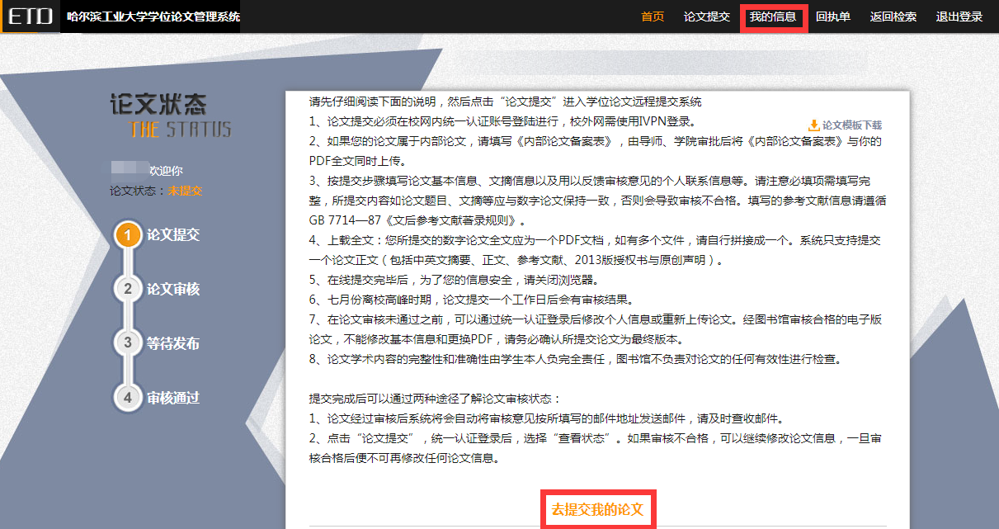 ETD 哈尔滨工业大学学位论文管理系统 首页 论文提交 我的信息 回执单 返回检索 退出登录
论文状态
THE STATUS
欢迎你
论文状态：未提交
1 论文提交
2 论文审核
3 等待发布
4 审核通过
请先仔细阅读下面的说明，然后点击“论文提交”进入学位论文远程提交系统
论文模板下载
1、论文提交必须在校网内统一认证账号登陆进行，校外网需使用IVPN登录。
2、如果您的论文属于内部论文，请填写《内部论文备案表》，由导师、学院审批后将《内部论文备案表》与你的
PDF全文同时上传。
3、按提交步骤填写论文基本信息、文摘信息以及用以反馈审核意见的个人联系信息等。请注意必填项需填写完
整，所提交内容如论文题目、文摘等应与数字论文保持一致，否则会导致审核不合格。填写的参考文献信息请遵循
GB 7714—87《文后参考文献著录规则》。
4、上载全文：您所提交的数字论文全文应为一个PDF文档，如有多个文件，请自行拼接成一个。系统只支持提交
一个论文正文（包括中英文摘要、正文、参考文献、2013版授权书与原创声明）。
5、在线提交完毕后，为了您的信息安全，请关闭浏览器。
6、七月份离校高峰时期，论文提交一个工作日后会有审核结果。
7、在论文审核未通过之前，可以通过统一认证登录后修改个人信息或重新上传论文。经图书馆审核合格的电子版
论文，不能修改基本信息和更换PDF，请务必确认所提交论文为最终版本。
8、论文学术内容的完整性和准确性由学生本人负完全责任，图书馆不负责对论文的任何有效性进行检查。
提交完成后可以通过两种途径了解论文审核状态：
1、论文经过审核后系统将会自动将审核意见按所填写的邮件地址发送邮件，请及时查收邮件。
2、点击“论文提交”，统一认证登录后，选择“查看状态”。如果审核不合格，可以继续修改论文信息，一旦审
核合格后便不可再修改任何论文信息。
去提交我的论文